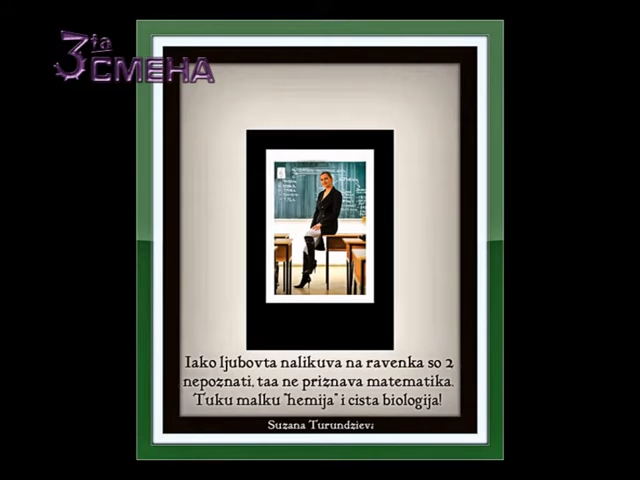 3та
СМЕНА
Iako ljubovta nalikuva na ravenka so 2
nepoznati, taa ne priznava matematika.
Tuku malku "hemija" i cista biologija!
Suzana Turundzieva